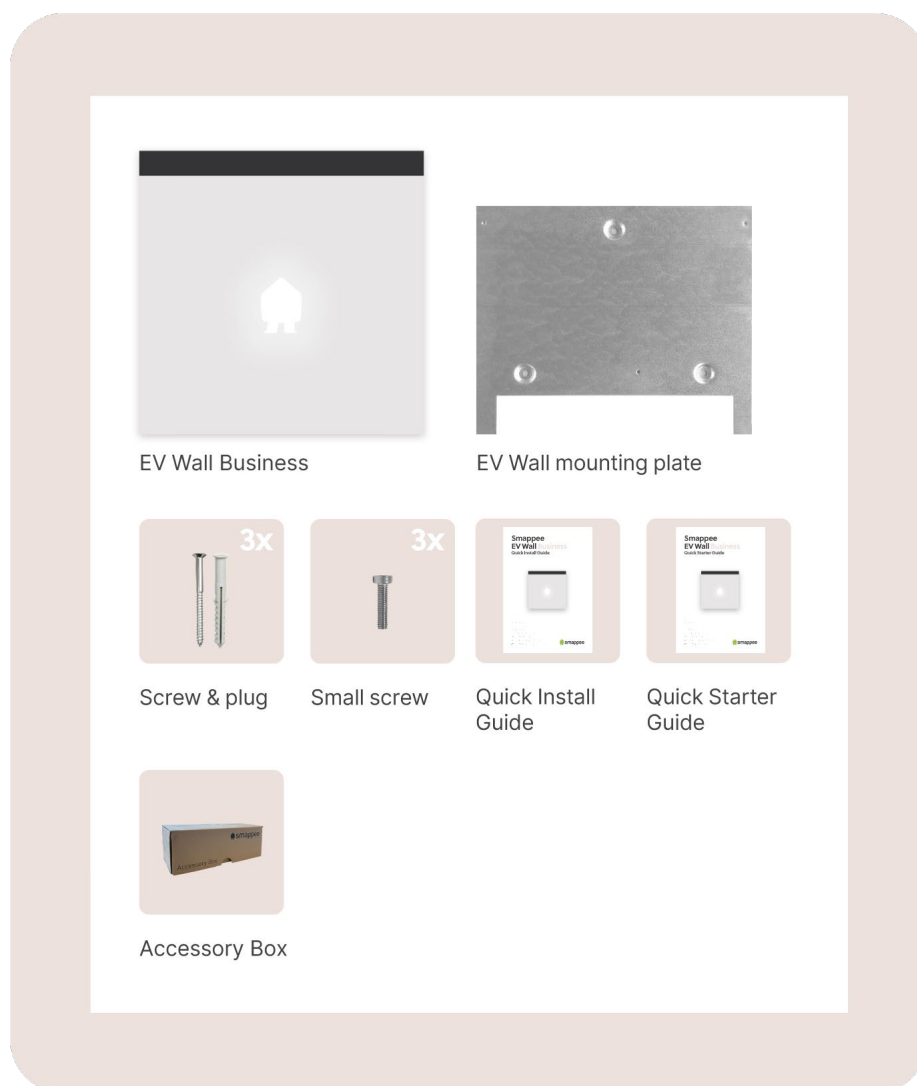 EV Wall Business
EV Wall mounting plate
3x
3x
Smappee
EV Wall Business
Quick Install Guide
smappee
Smappee
EV Wall Business
Quick Starter Guide
smappee
Screw & plug
Small screw
Quick Install
Guide
Quick Starter
Guide
smappee
Accessory Box
Accessory Box